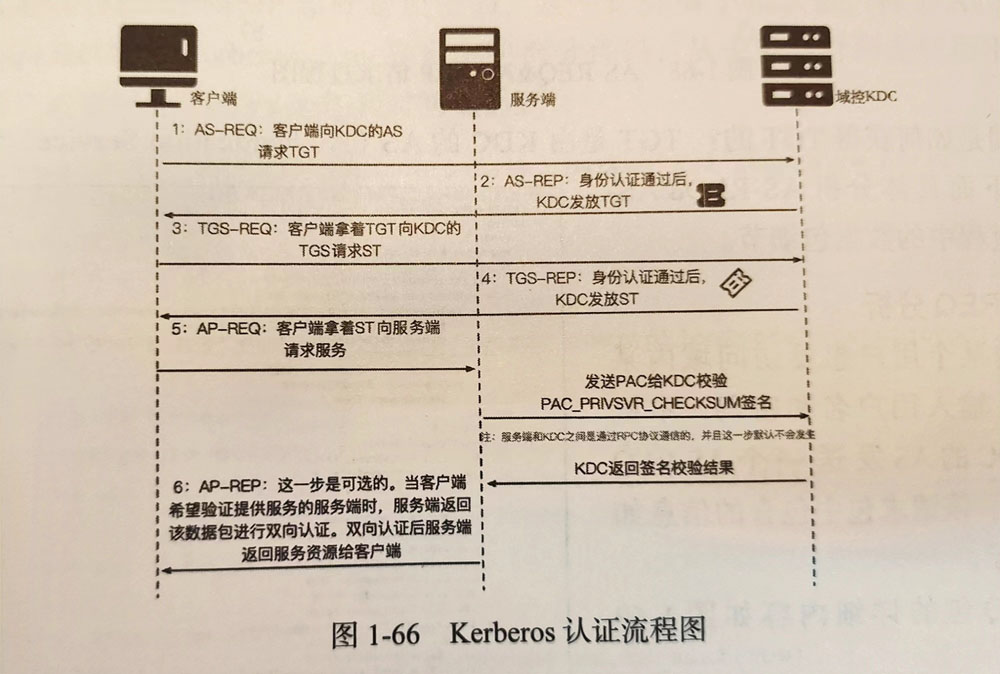 客户端
服务端
域控KDC
1：AS-REQ：客户端向KDC的AS
请求TGT
2：AS-REP：身份认证通过后，
KDC发放TGT
3：TGS-REQ：客户端拿着TGT向KDC的
TGS请求ST
4：TGS-REP：身份认证通过后，
KDC发放ST
5：AP-REQ：客户端拿着ST向服务端
请求服务
发送PAC给KDC校验
PAC_PRIVSVR_CHECKSUM签名
注：服务端和KDC之间是通过RPC协议通信的，并且这一步默认不会发生
KDC返回签名校验结果
6：AP-REP：这一步是可选的。当客户端
希望验证提供服务的服务端时，服务端返回
该数据包进行双向认证。双向认证后服务端
返回服务资源给客户端
图 1-66 Kerberos 认证流程图